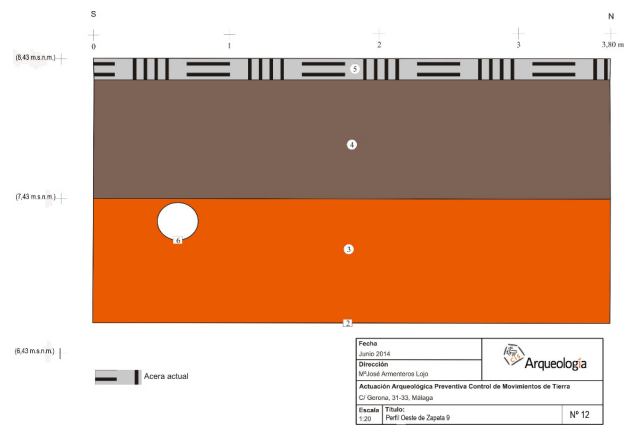 S
N
0
1
2
3
3,80 m
(8,43 m.s.n.m.)
5
4
(7,43 m.s.n.m.)
6
3
2
(6,43 m.s.n.m.)
Acera actual
Fecha
Junio 2014
Dirección
MªJosé Armenteros Lojo
Arqueología
Actuación Arqueológica Preventiva Control de Movimientos de Tierra
C/ Gerona, 31-33, Málaga
Escala
1:20
Título:
Perfil Oeste de Zapata 9
Nº 12